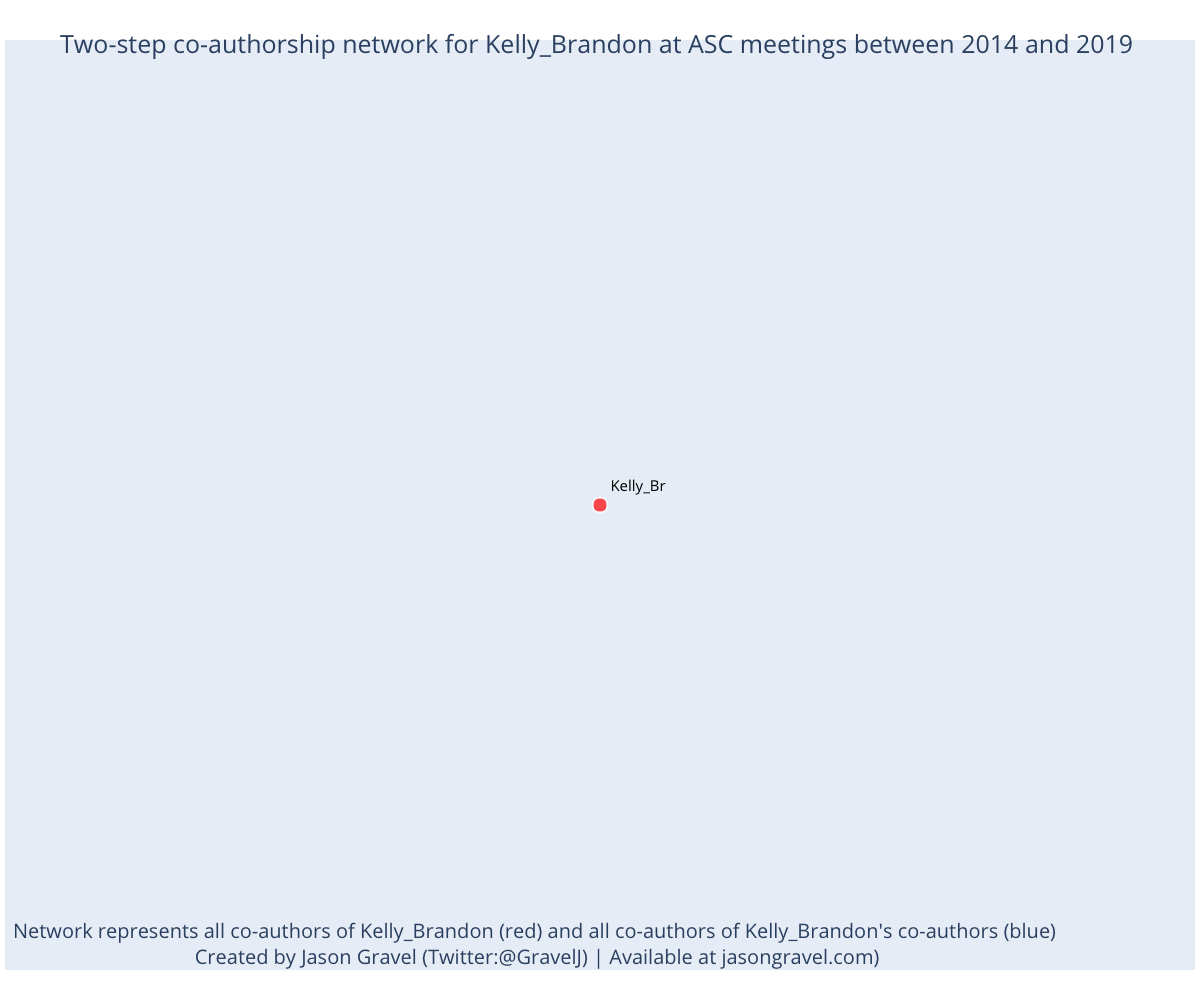 Two-step co-authorship network for Kelly_Brandon at ASC meetings between 2014 and 2019
Kelly_Br
Network represents all co-authors of Kelly_Brandon (red) and all co-authors of Kelly_Brandon's co-authors (blue)
Created by Jason Gravel (Twitter:@GravelJ) | Available at jasongravel.com)